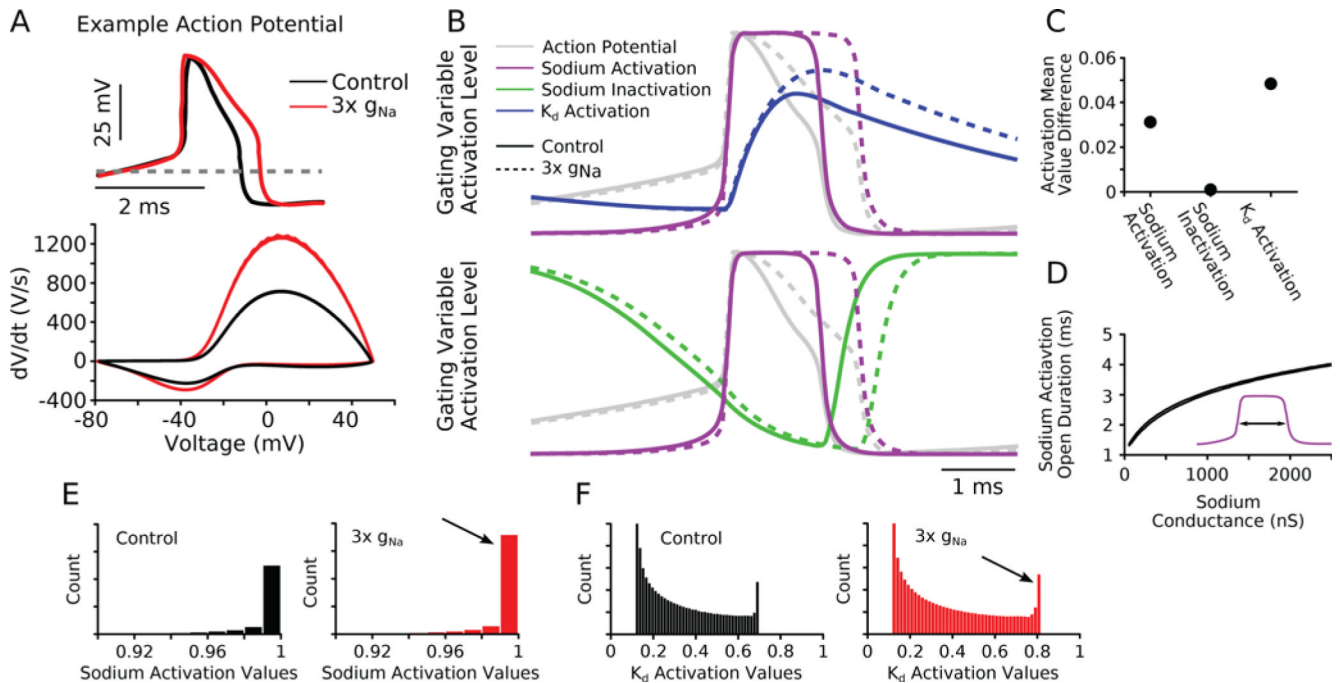 A
Example Action Potential
Control
3x gNa
25 mV
2 ms
dV/dt (V/s)
1200
800
400
0
-400
-80
-40
0
40
Voltage (mV)
B
Gating Variable
Activation Level
Action Potential
Sodium Activation
Sodium Inactivation
Kd Activation
Control
3x gNa
Gating Variable
Activation Level
1 ms
C
Activation Mean
Value Difference
0.06
0.04
0.02
0
Sodium
Activation
Sodium
Inactivation
Kd Activation
D
Sodium Actiavtion
Open Duration (ms)
5
4
3
2
1
0
1000
2000
Sodium
Conductance (nS)
E
Count
Control
0.92
0.96
1
Sodium Activation Values
Count
3x gNa
0.92
0.96
1
Sodium Activation Values
F
Count
Control
0
0.2
0.4
0.6
0.8
1
Kd Activation Values
Count
3x gNa
0
0.2
0.4
0.6
0.8
1
Kd Activation Values